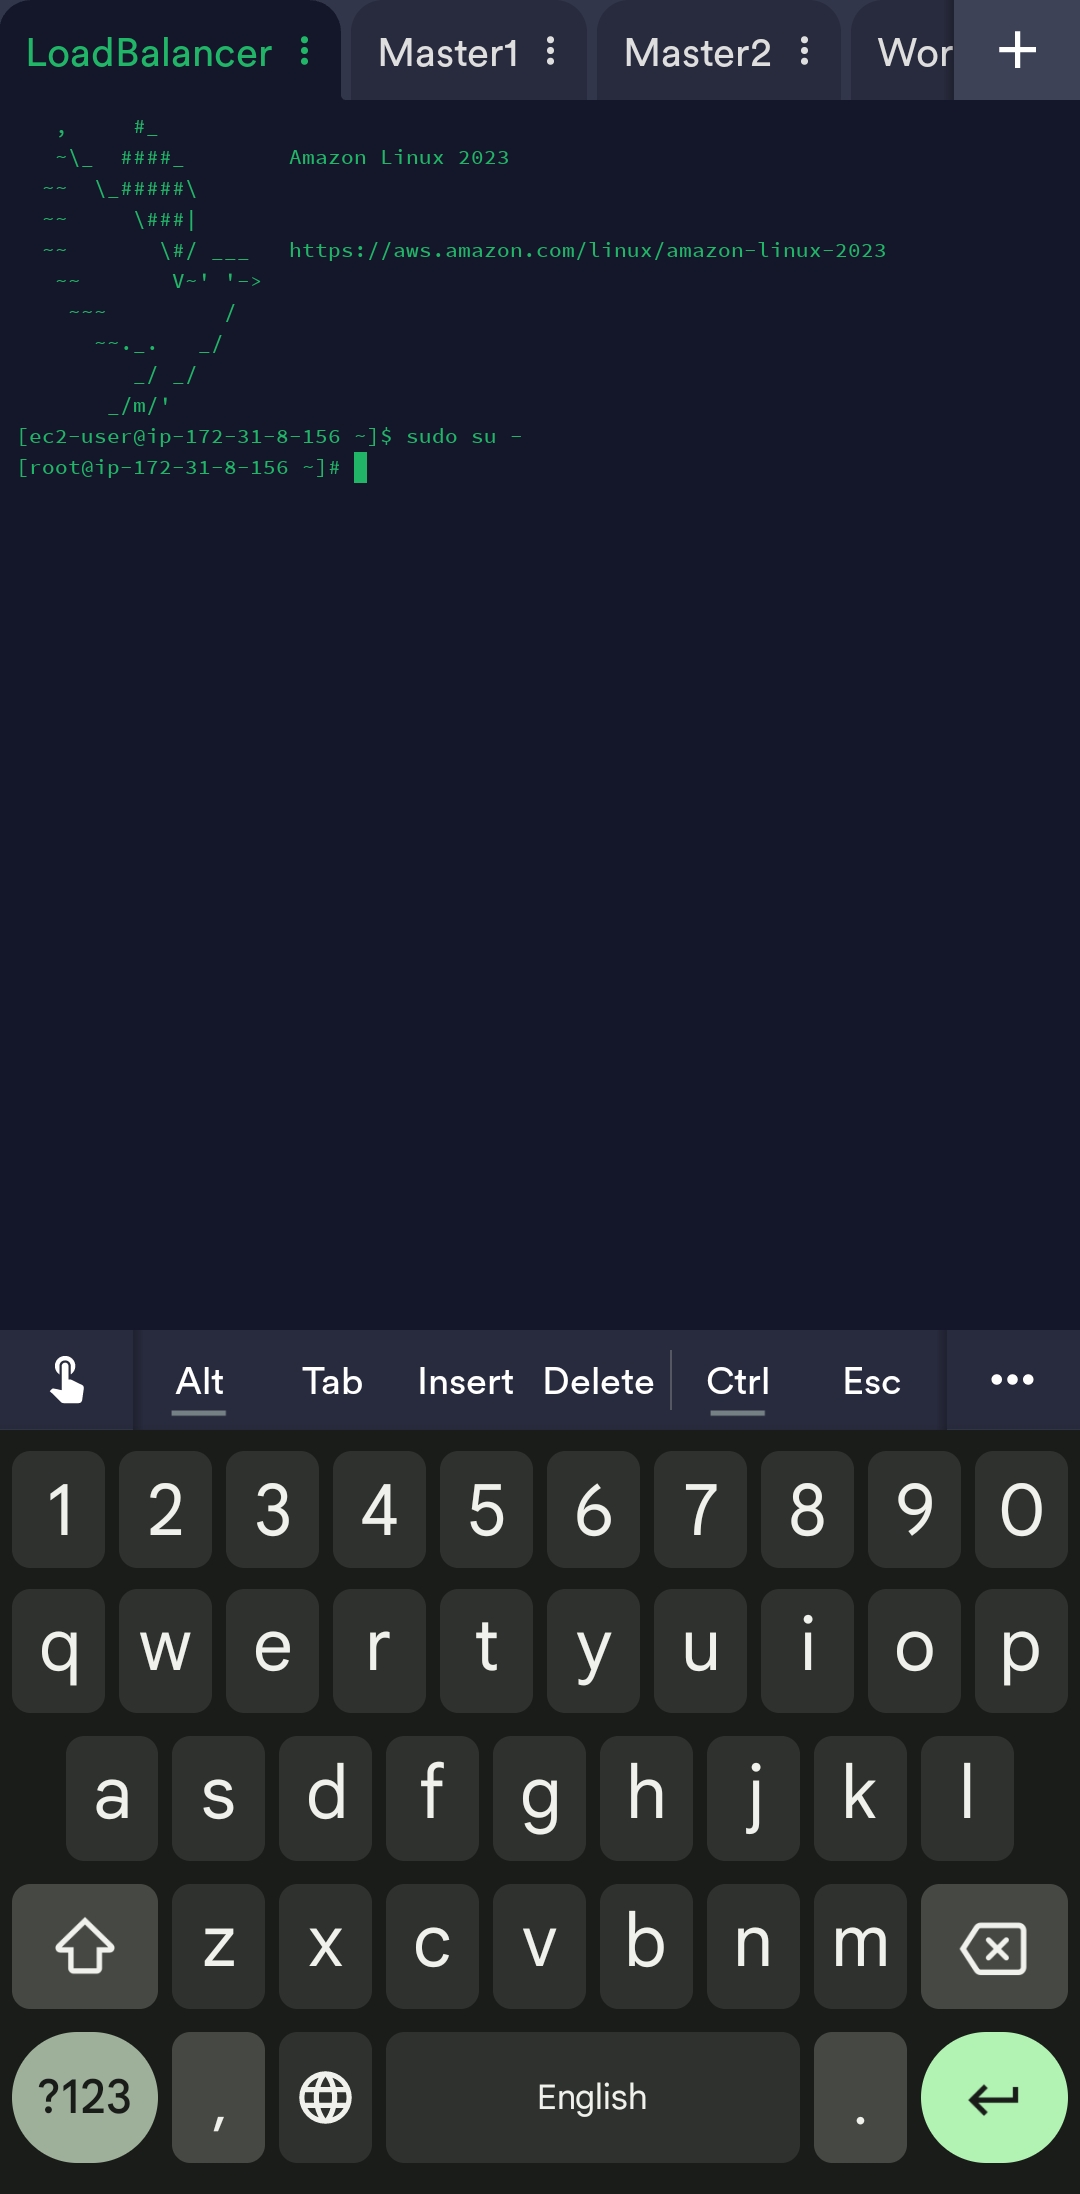 LoadBalancer Master1 Master2 Wor
   ,     #_
   ~\_  ####_        Amazon Linux 2023
  ~~  \_#####\
  ~~     \###|
  ~~       \#/ ___   https://aws.amazon.com/linux/amazon-linux-2023
   ~~       V~' '->
    ~~~         /
      ~~._.   _/
         _/ _/
       _/m/'
[ec2-user@ip-172-31-8-156 ~]$ sudo su -
[root@ip-172-31-8-156 ~]#
Alt Tab Insert Delete Ctrl Esc
1 2 3 4 5 6 7 8 9 0
q w e r t y u i o p
a s d f g h j k l
z x c v b n m
?123 , English .